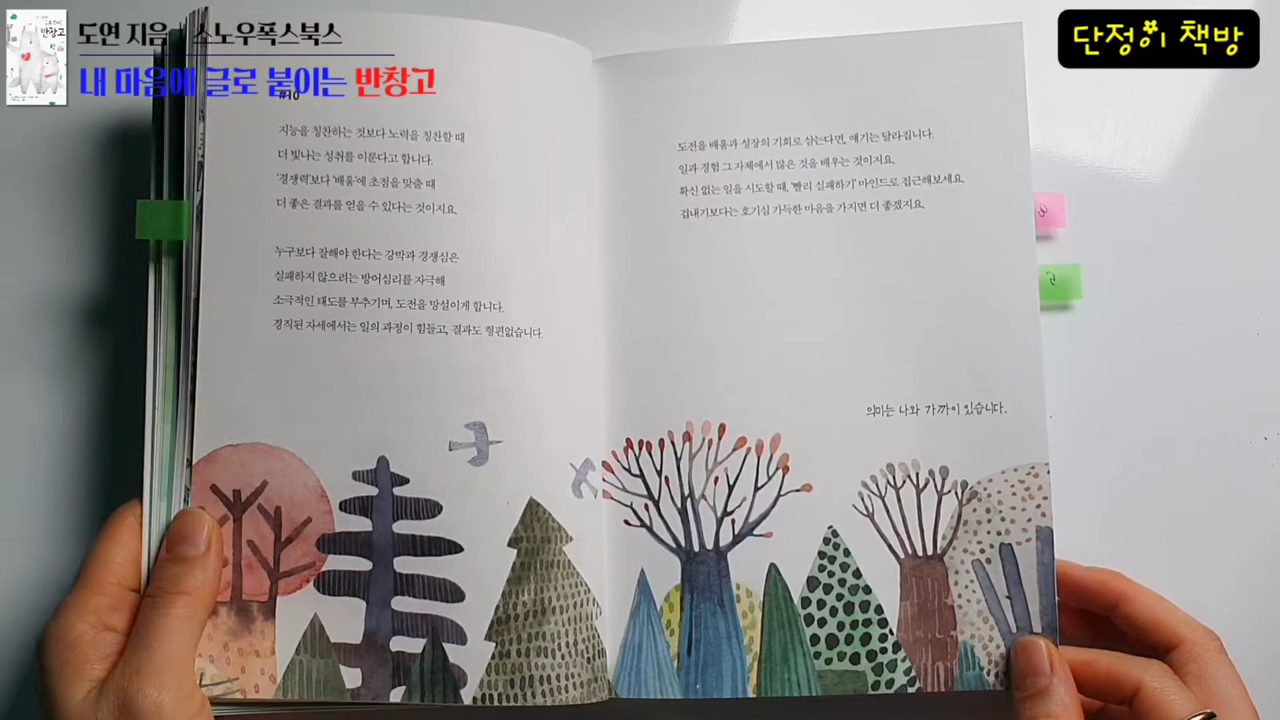 반창고
도연 지음 / 스노우폭스북스
내 마음에 글로 붙이는 반창고
단정이 책방
#10
지능을 칭찬하는 것보다 노력을 칭찬할 때
더 빛나는 성취를 이룬다고 합니다.
'경쟁력'보다 '배움'에 초점을 맞출 때
더 좋은 결과를 얻을 수 있다는 것이지요.
누구보다 잘해야 한다는 강박과 경쟁심은
실패하지 않으려는 방어심리를 자극해
소극적인 태도를 부추기며, 도전을 망설이게 합니다.
경직된 자세에서는 일의 과정이 힘들고, 결과도 형편없습니다.
도전을 배움과 성장의 기회로 삼는다면, 얘기는 달라집니다.
일과 경험 그 자체에서 많은 것을 배우는 것이지요.
확신 없는 일을 시도할 때, '빨리 실패하기' 마인드로 접근해보세요.
겁내기보다는 호기심 가득한 마음을 가지면 더 좋겠지요.
의미는 나와 가까이 있습니다.